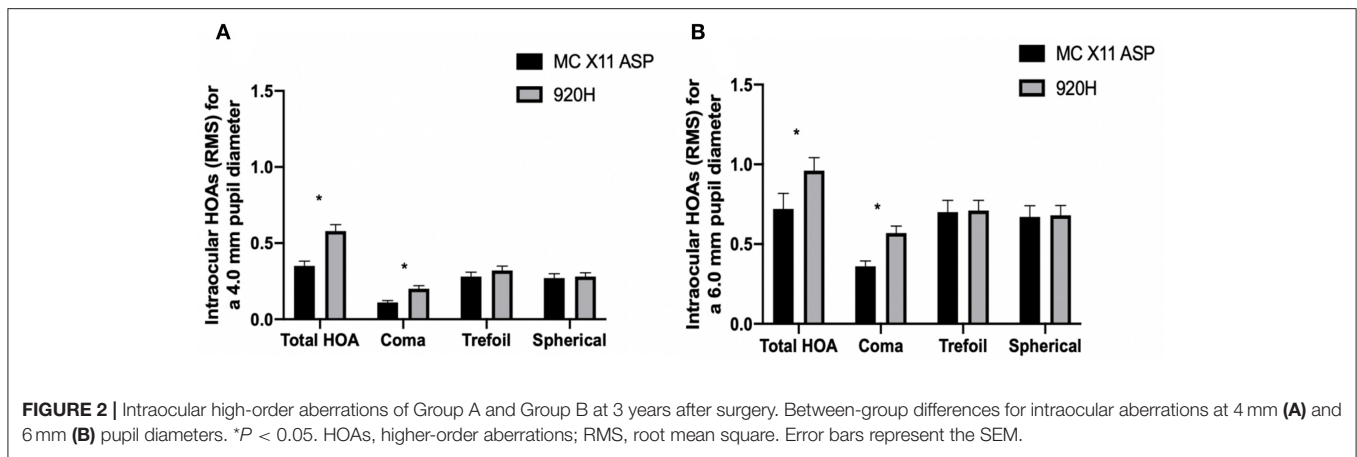 A
MC X11 ASP
920H
Intraocular HOAs (RMS) for
a 4.0 mm pupil diameter
1.5
1.0
0.5
0.0
*
*
Total HOA Coma Trefoil Spherical
B
MC X11 ASP
920H
Intraocular HOAs (RMS) for
a 6.0 mm pupil diameter
1.5
1.0
0.5
0.0
*
*
Total HOA Coma Trefoil Spherical
FIGURE 2 | Intraocular high-order aberrations of Group A and Group B at 3 years after surgery. Between-group differences for intraocular aberrations at 4 mm (A) and
6 mm (B) pupil diameters. *P < 0.05. HOAs, higher-order aberrations; RMS, root mean square. Error bars represent the SEM.